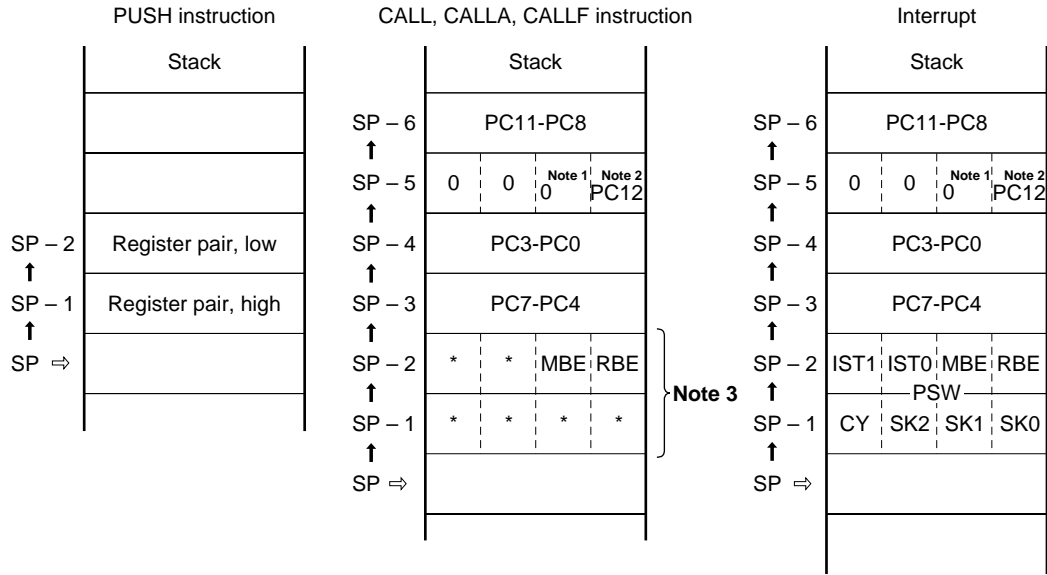 PUSH instruction
Stack
SP – 2 Register pair, low
↑
SP – 1 Register pair, high
↑
SP ⇨
CALL, CALLA, CALLF instruction
Stack
SP – 6 PC11-PC8
↑
SP – 5 0 0 0 Note 1 PC12 Note 2
↑
SP – 4 PC3-PC0
↑
SP – 3 PC7-PC4
↑
SP – 2 * * MBE RBE
↑
SP – 1 * * * *
↑
SP ⇨
Note 3
Interrupt
Stack
SP – 6 PC11-PC8
↑
SP – 5 0 0 0 Note 1 PC12 Note 2
↑
SP – 4 PC3-PC0
↑
SP – 3 PC7-PC4
↑
SP – 2 IST1 IST0 MBE RBE
↑ PSW
SP – 1 CY SK2 SK1 SK0
↑
SP ⇨